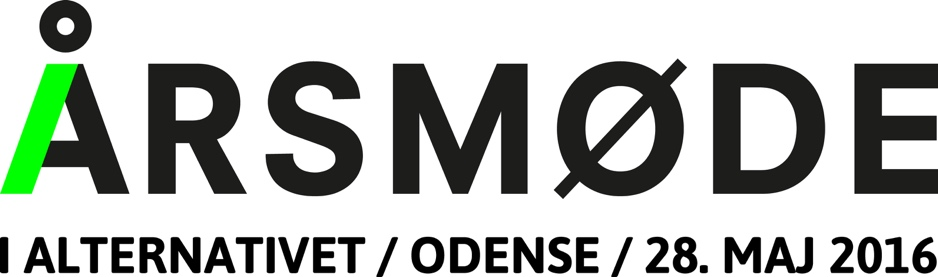 ÅRSMØDE
I ALTERNATIVET / ODENSE / 28. MAJ 2016